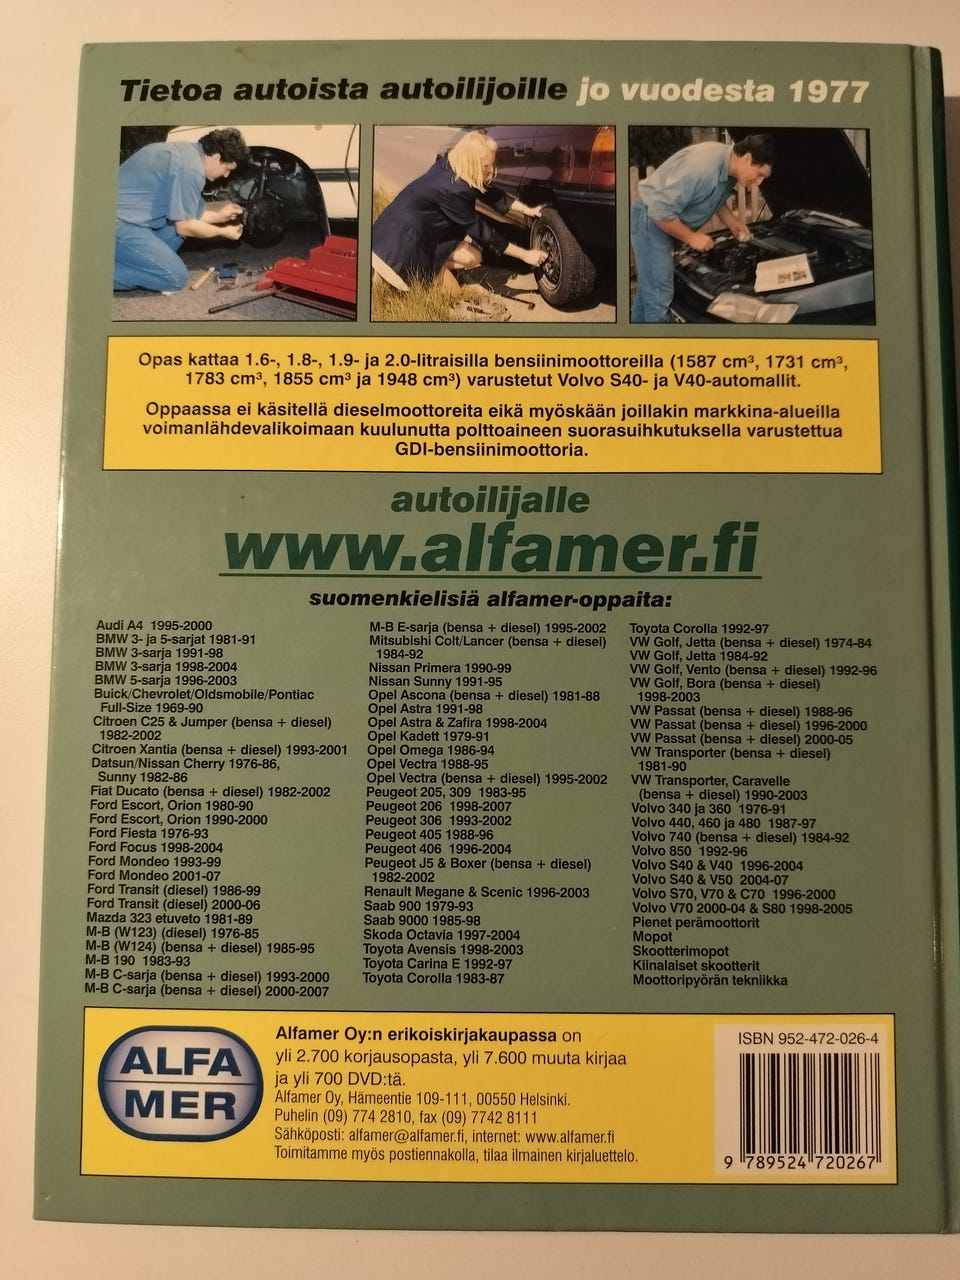 Tietoa autoista autoilijoille jo vuodesta 1977
Opas kattaa 1.6-, 1.8-, 1.9- ja 2.0-litraisilla bensiinimoottoreilla (1587 cm³, 1731 cm³,
1783 cm³, 1855 cm³ ja 1948 cm³) varustetut Volvo S40- ja V40-automallit.
Oppaassa ei käsitellä dieselmoottoreita eikä myöskään joillakin markkina-alueilla
voimanlähdevalikoimaan kuulunutta polttoaineen suorasuihkutuksella varustettua
GDI-bensiinimoottoria.
autoilijalle
www.alfamer.fi
suomenkielisiä alfamer-oppaita:
Audi A4 1995-2000
BMW 3- ja 5-sarjat 1981-91
BMW 3-sarja 1991-98
BMW 3-sarja 1998-2004
BMW 5-sarja 1996-2003
Buick/Chevrolet/Oldsmobile/Pontiac
Full-Size 1969-90
Citroen C25 & Jumper (bensa + diesel)
1982-2002
Citroen Xantia (bensa + diesel) 1993-2001
Datsun/Nissan Cherry 1976-86,
Sunny 1982-86
Fiat Ducato (bensa + diesel) 1982-2002
Ford Escort, Orion 1980-90
Ford Escort, Orion 1990-2000
Ford Fiesta 1976-93
Ford Focus 1998-2004
Ford Mondeo 1993-99
Ford Mondeo 2001-07
Ford Transit (diesel) 1986-99
Ford Transit (diesel) 2000-06
Mazda 323 etuveto 1981-89
M-B (W123) (diesel) 1976-85
M-B (W124) (bensa + diesel) 1985-95
M-B 190 1983-93
M-B C-sarja (bensa + diesel) 1993-2000
M-B C-sarja (bensa + diesel) 2000-2007
M-B E-sarja (bensa + diesel) 1995-2002
Mitsubishi Colt/Lancer (bensa + diesel)
1984-92
Nissan Primera 1990-99
Nissan Sunny 1991-95
Opel Ascona (bensa + diesel) 1981-88
Opel Astra 1991-98
Opel Astra & Zafira 1998-2004
Opel Kadett 1979-91
Opel Omega 1986-94
Opel Vectra 1988-95
Opel Vectra (bensa + diesel) 1995-2002
Peugeot 205, 309 1983-95
Peugeot 206 1998-2007
Peugeot 306 1993-2002
Peugeot 405 1988-96
Peugeot 406 1996-2004
Peugeot J5 & Boxer (bensa + diesel)
1982-2002
Renault Megane & Scenic 1996-2003
Saab 900 1979-93
Saab 9000 1985-98
Skoda Octavia 1997-2004
Toyota Avensis 1998-2003
Toyota Carina E 1992-97
Toyota Corolla 1983-87
Toyota Corolla 1992-97
VW Golf, Jetta (bensa + diesel) 1974-84
VW Golf, Jetta 1984-92
VW Golf, Vento (bensa + diesel) 1992-96
VW Golf, Bora (bensa + diesel)
1998-2003
VW Passat (bensa + diesel) 1988-96
VW Passat (bensa + diesel) 1996-2000
VW Passat (bensa + diesel) 2000-05
VW Transporter (bensa + diesel)
1981-90
VW Transporter, Caravelle
(bensa + diesel) 1990-2003
Volvo 340 ja 360 1976-91
Volvo 440, 460 ja 480 1987-97
Volvo 740 (bensa + diesel) 1984-92
Volvo 850 1992-96
Volvo S40 & V40 1996-2004
Volvo S40 & V50 2004-07
Volvo S70, V70 & C70 1996-2000
Volvo V70 2000-04 & S80 1998-2005
Pienet perämoottorit
Mopot
Skootterimopot
Kiinalaiset skootterit
Moottoripyörän tekniikka
ALFA
MER
Alfamer Oy:n erikoiskirjakaupassa on
yli 2.700 korjausopasta, yli 7.600 muuta kirjaa
ja yli 700 DVD:tä.
Alfamer Oy, Hämeentie 109-111, 00550 Helsinki.
Puhelin (09) 774 2810, fax (09) 7742 8111
Sähköposti: alfamer@alfamer.fi, internet: www.alfamer.fi
Toimitamme myös postiennakolla, tilaa ilmainen kirjaluettelo.
ISBN 952-472-026-4
9 789524 720267